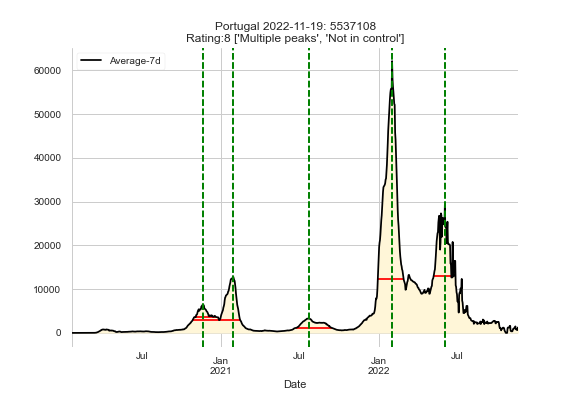 Portugal 2022-11-19: 5537108
Rating:8 ['Multiple peaks', 'Not in control']
Average-7d
60000
50000
40000
30000
20000
10000
0
Jul
Jan
2021
Jul
Jan
2022
Jul
Date